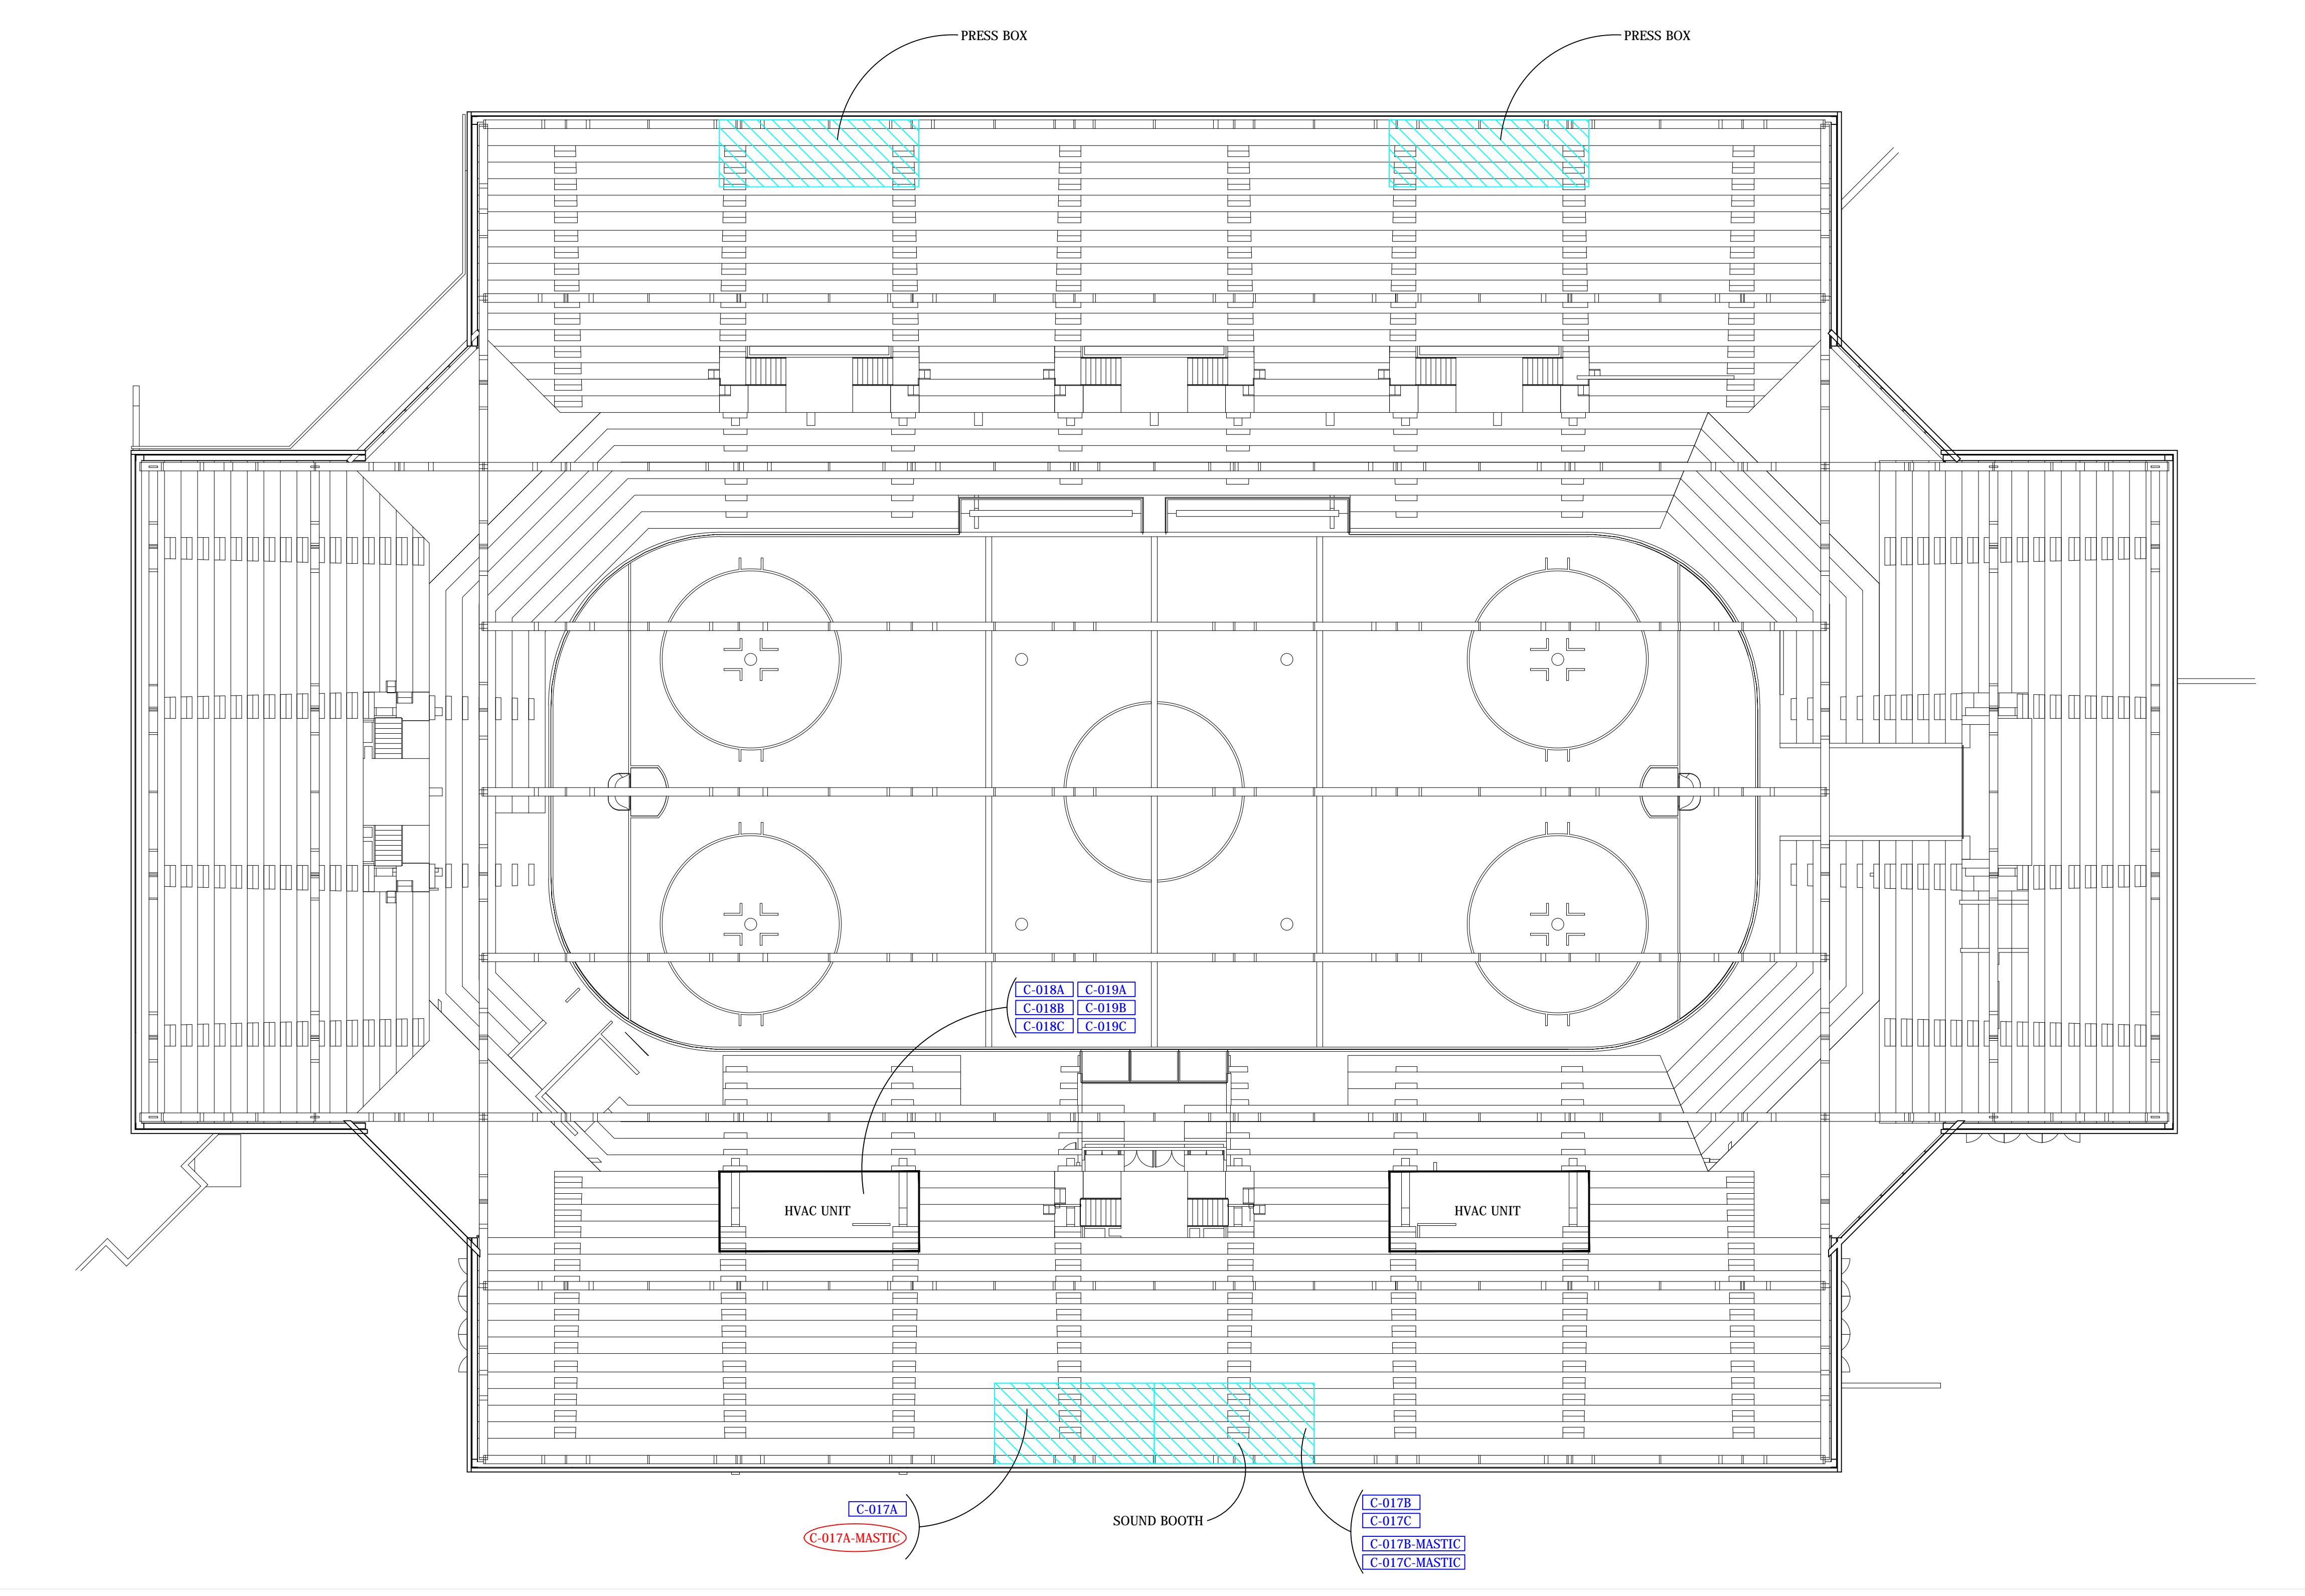 PRESS BOX
PRESS BOX
C-018A C-019A
C-018B C-019B
C-018C C-019C
HVAC UNIT
HVAC UNIT
C-017A
C-017A-MASTIC
SOUND BOOTH
C-017B
C-017C
C-017B-MASTIC
C-017C-MASTIC